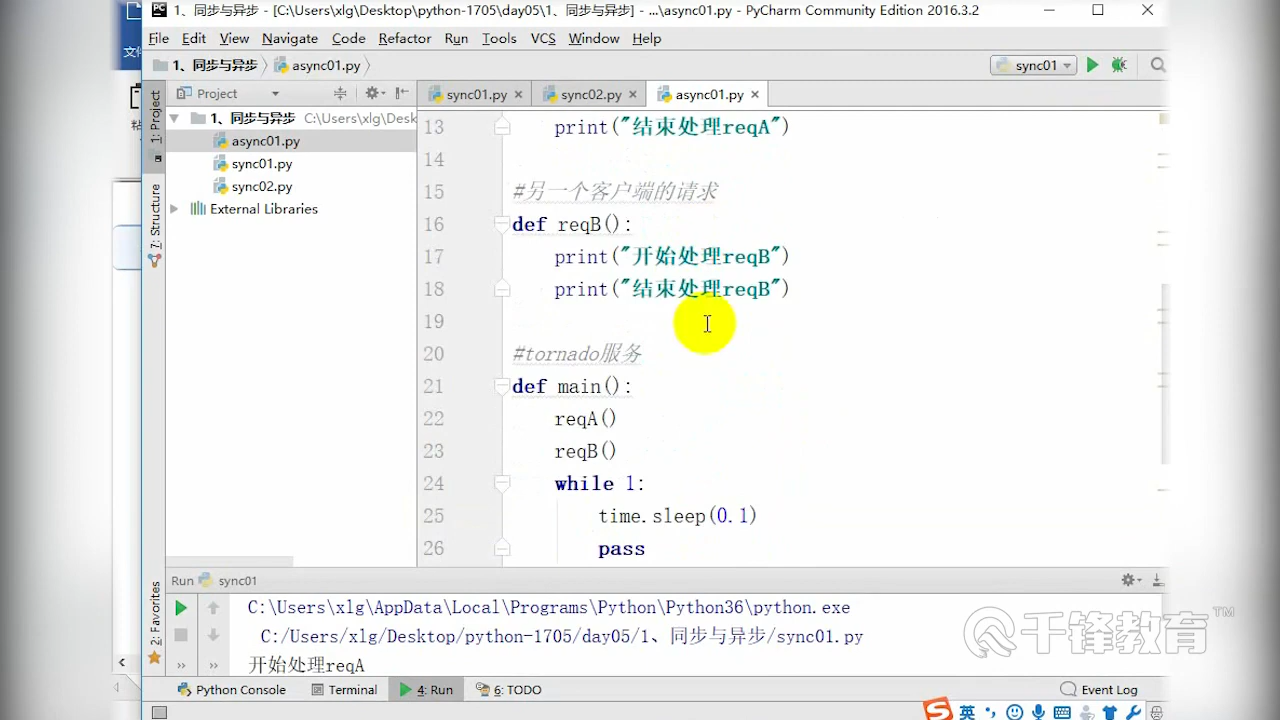 1、同步与异步 - [C:\Users\xlg\Desktop\python-1705\day05\1、同步与异步] - ...\async01.py - PyCharm Community Edition 2016.3.2
文件
File Edit View Navigate Code Refactor Run Tools VCS Window Help
1、同步与异步 async01.py sync01
1: Project
Project
sync01.py sync02.py async01.py
1、同步与异步 C:\Users\xlg\Desk
async01.py
sync01.py
sync02.py
External Libraries
7: Structure
13 print("结束处理reqA")
14
15 #另一个客户端的请求
16 def reqB():
17 print("开始处理reqB")
18 print("结束处理reqB")
19
20 #tornado服务
21 def main():
22 reqA()
23 reqB()
24 while 1:
25 time.sleep(0.1)
26 pass
2: Favorites
Run sync01
C:\Users\xlg\AppData\Local\Programs\Python\Python36\python.exe
C:/Users/xlg/Desktop/python-1705/day05/1、同步与异步/sync01.py
开始处理reqA
千锋教育TM
Python Console Terminal 4: Run 6: TODO Event Log
英